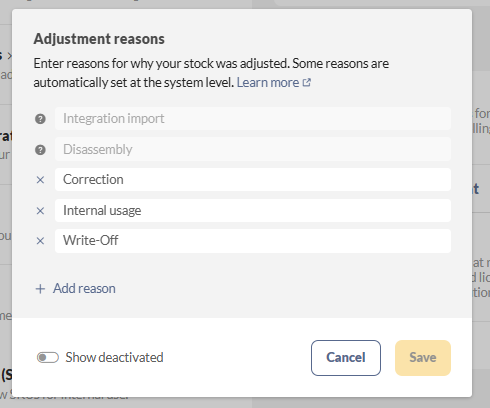 Adjustment reasons
Enter reasons for why your stock was adjusted. Some reasons are
automatically set at the system level. Learn more
Integration import
Disassembly
Correction
Internal usage
Write-Off
+ Add reason
Show deactivated
Cancel
Save